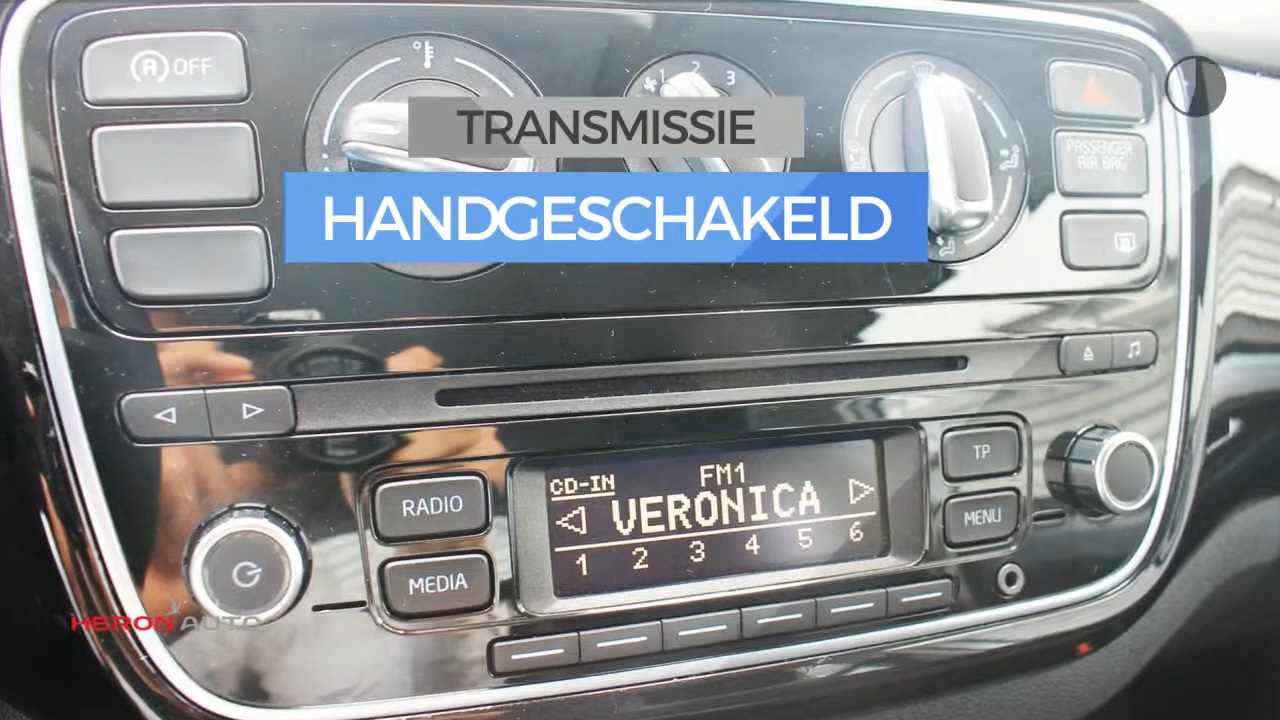 (A) OFF
1 2 3
TRANSMISSIE
PASSENGER
AIR BAG
HANDGESCHAKELD
RADIO
MEDIA
CD-IN
FM1
VERONICA
1 2 3 4 5 6
TP
MENU
HERON AUTO